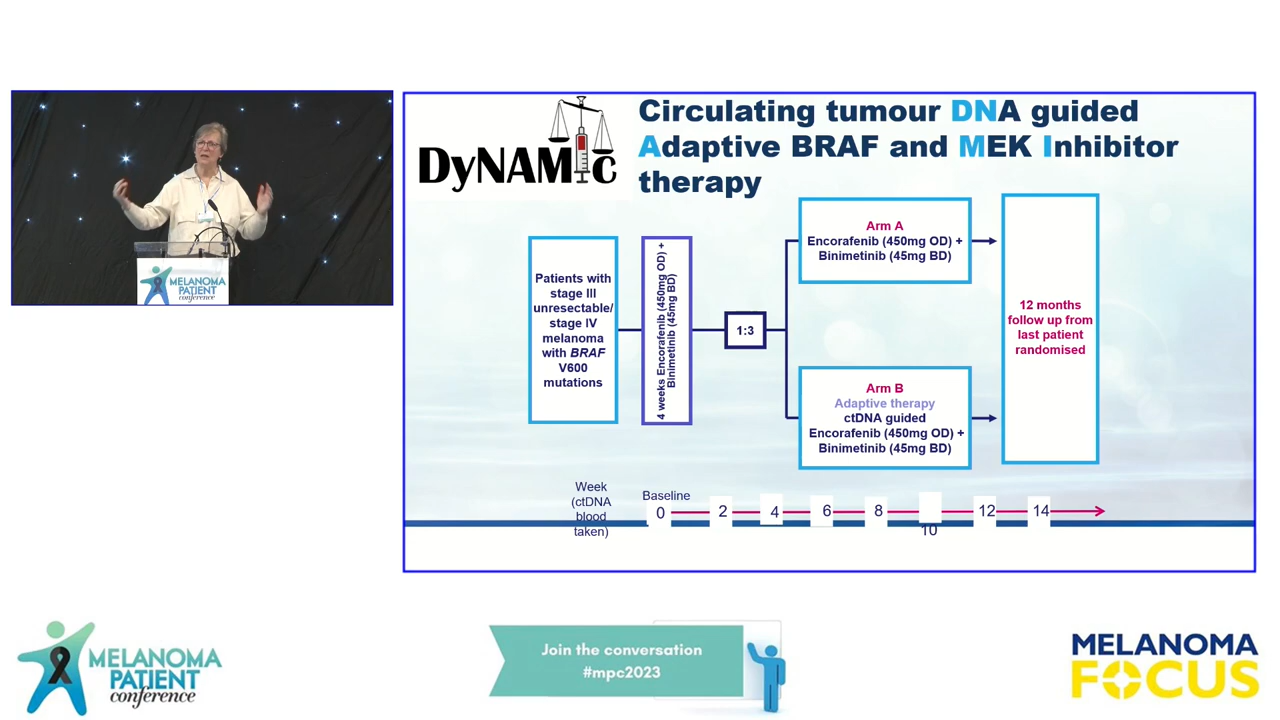 MELANOMA
PATIENT
conference
DyNAMic
Circulating tumour DNA guided
Adaptive BRAF and MEK Inhibitor
therapy
Patients with
stage III
unresectable/
stage IV
melanoma
with BRAF
V600
mutations
4 weeks Encorafenib (450mg OD) +
Binimetinib (45mg BD)
1:3
Arm A
Encorafenib (450mg OD) +
Binimetinib (45mg BD)
Arm B
Adaptive therapy
ctDNA guided
Encorafenib (450mg OD) +
Binimetinib (45mg BD)
12 months
follow up from
last patient
randomised
Week
(ctDNA
blood
taken)
Baseline
0 2 4 6 8 10 12 14
MELANOMA
PATIENT
conference
Join the conversation
#mpc2023
MELANOMA
FOCUS